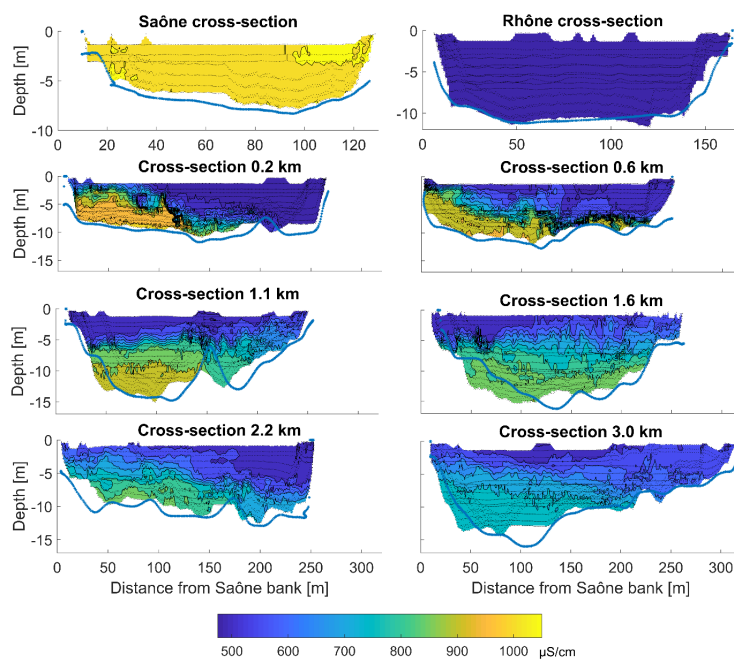 Saône cross-section
Rhône cross-section
Depth [m]
0
-5
-10
20 40 60 80 100 120
0
-5
-10
0 50 100 150
Cross-section 0.2 km
Cross-section 0.6 km
0
-5
-10
-15
Cross-section 1.1 km
Cross-section 1.6 km
Depth [m]
0
-5
-10
-15
Cross-section 2.2 km
Cross-section 3.0 km
Depth [m]
0
-5
-10
-15
0 50 100 150 200 250 300
0 50 100 150 200 250 300
Distance from Saône bank [m]
Distance from Saône bank [m]
500 600 700 800 900 1000 μS/cm